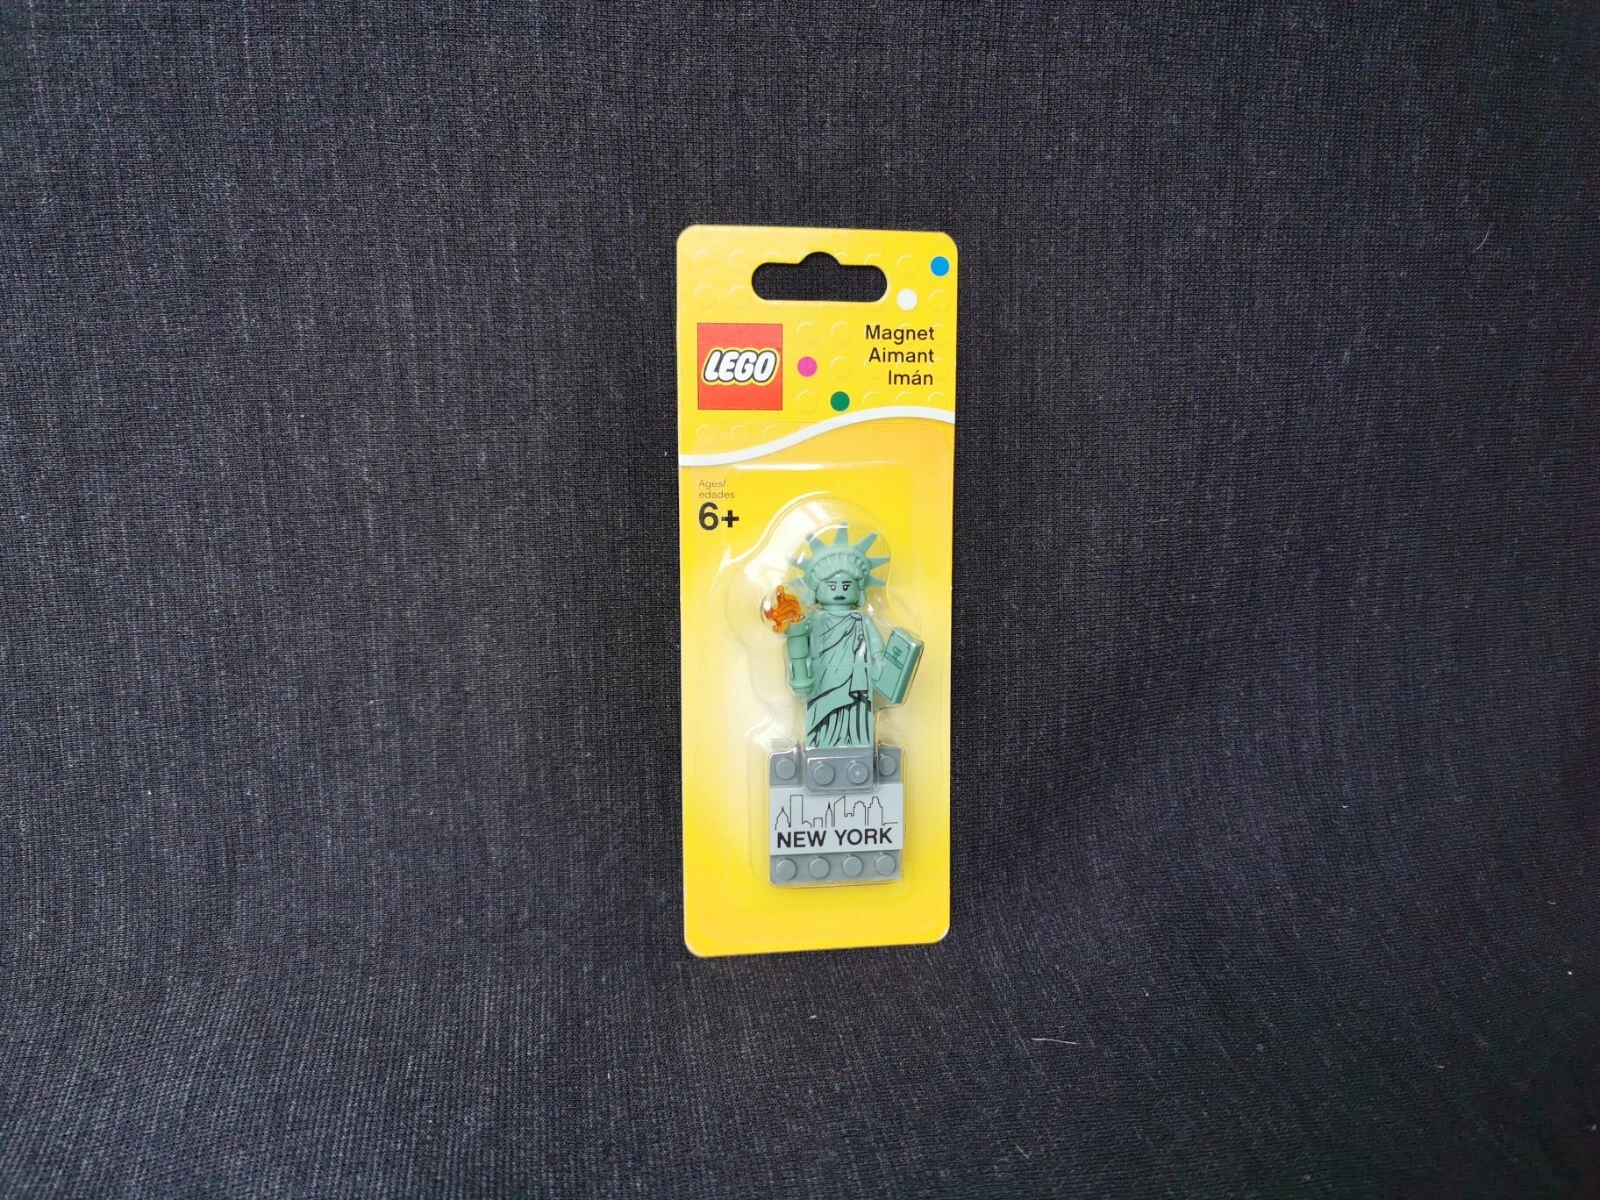 LEGO
Magnet
Aimant
Imán
Ages/
edades
6+
NEW YORK